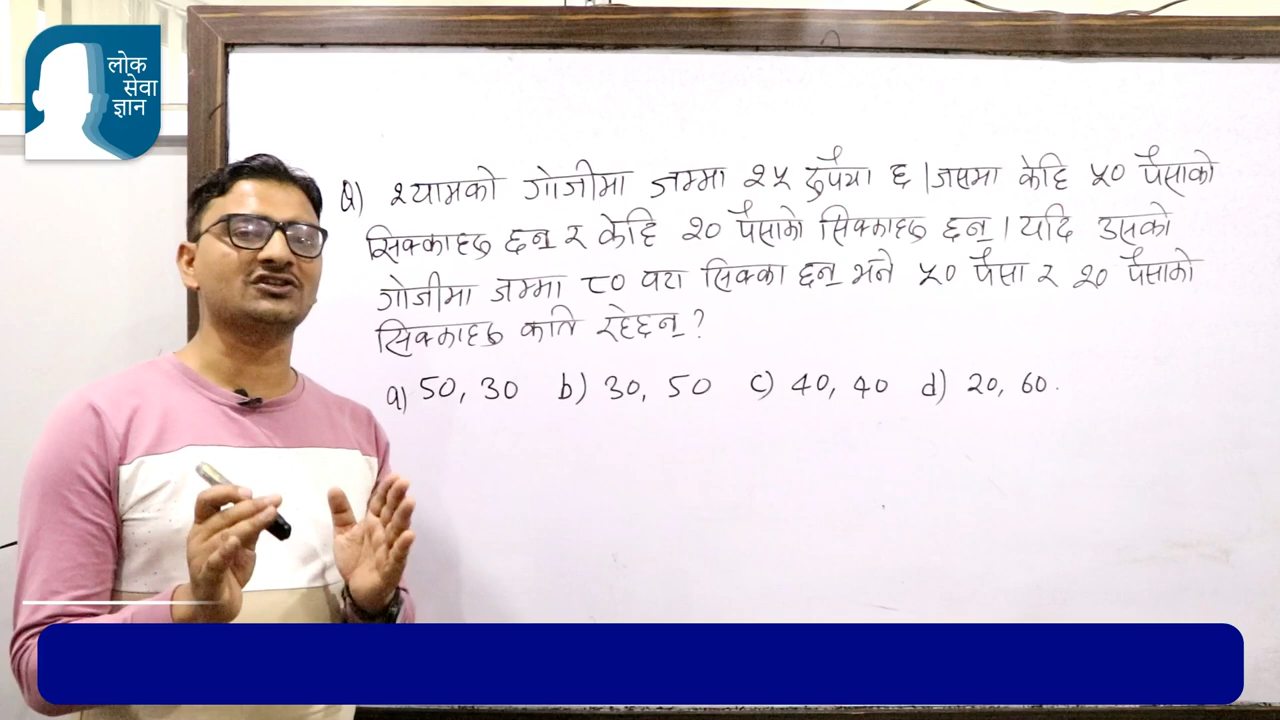 लोक
सेवा
ज्ञान
Q) श्यामको गोजीमा जम्मा २५ रुपैया छ । जसमा केहि ५० पैसाको
सिक्काहरु छन् र केहि २० पैसाको सिक्काहरु छन् । यदि उसको
गोजीमा जम्मा ८० वटा सिक्का छन् भने ५० पैसा र २० पैसाको
सिक्काहरु कति रहेछन् ?
a) 50, 30 b) 30, 50 c) 40, 40 d) 20, 60.